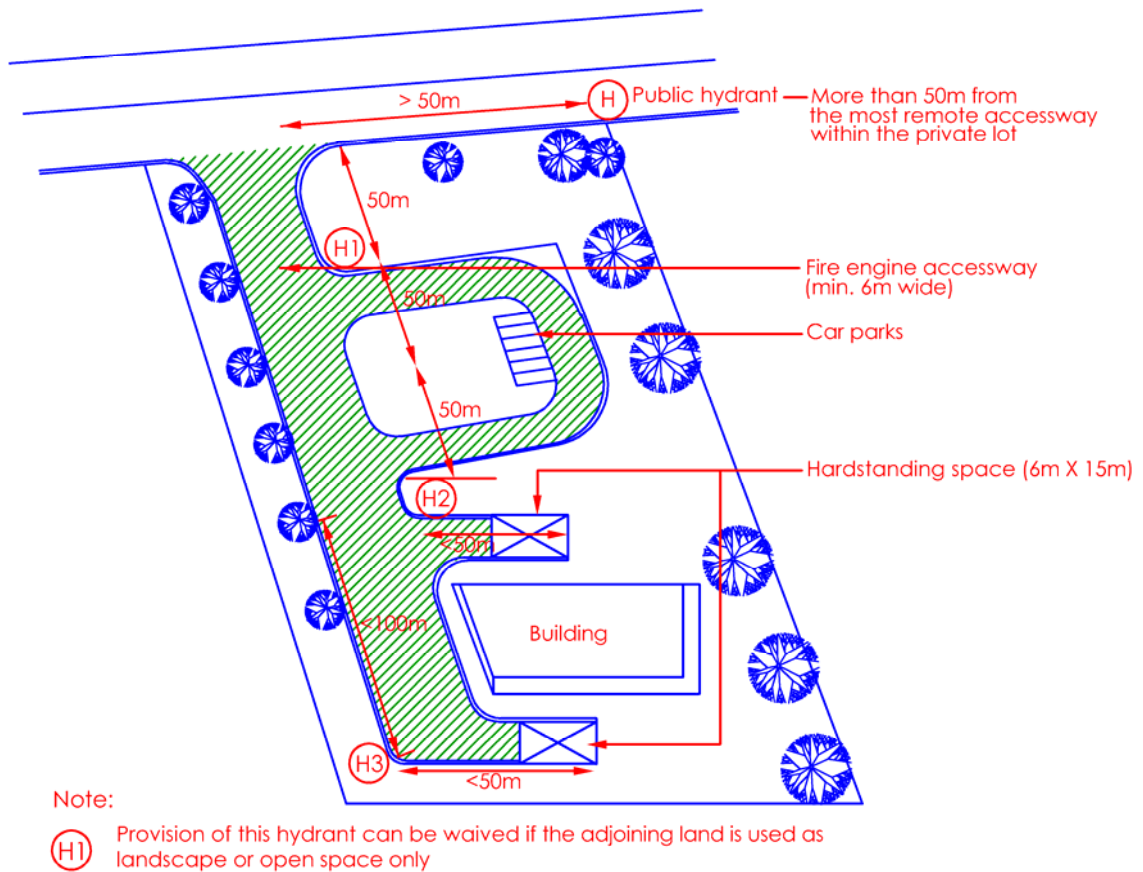 > 50m
H
Public hydrant
More than 50m from
the most remote accessway
within the private lot
50m
H1
50m
Fire engine accessway
(min. 6m wide)
Car parks
50m
Hardstanding space (6m X 15m)
H2
<50m
<100m
Building
H3
<50m
Note:
H1
Provision of this hydrant can be waived if the adjoining land is used as
landscape or open space only